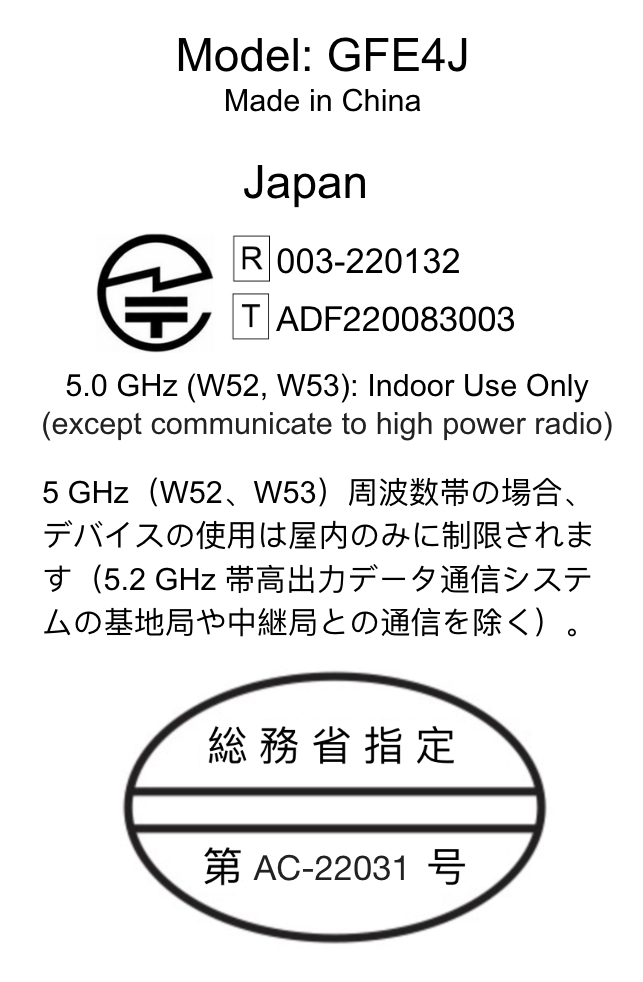 Model: GFE4J
Made in China
Japan
R 003-220132
T ADF220083003
5.0 GHz (W52, W53): Indoor Use Only
(except communicate to high power radio)
5 GHz（W52、W53）周波数帯の場合、
デバイスの使用は屋内のみに制限されま
す（5.2 GHz 帯高出力データ通信システ
ムの基地局や中継局との通信を除く）。
総務省指定
第 AC-22031 号